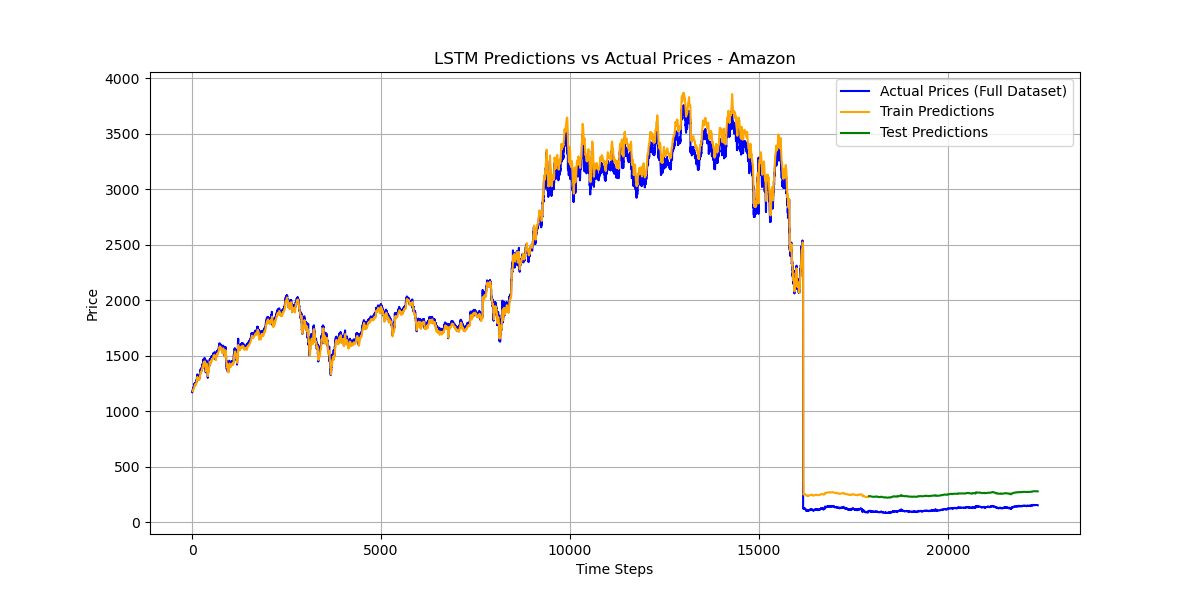 LSTM Predictions vs Actual Prices - Amazon
Actual Prices (Full Dataset)
Train Predictions
Test Predictions
Price
4000
3500
3000
2500
2000
1500
1000
500
0
0 5000 10000 15000 20000
Time Steps